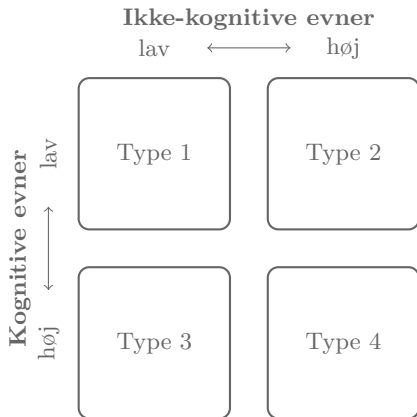 Ikke-kognitive evner
lav høj
Kognitive evner
lav
høj
Type 1 Type 2
Type 3 Type 4